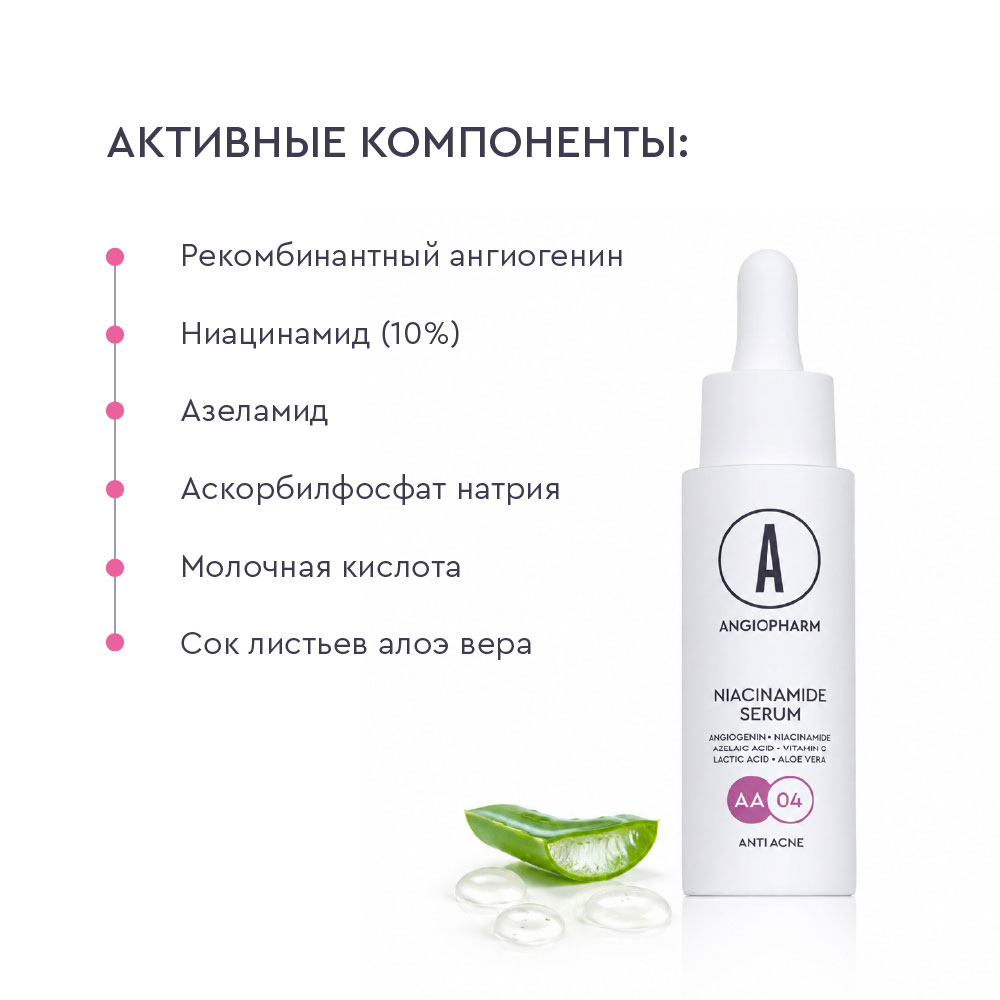 АКТИВНЫЕ КОМПОНЕНТЫ:
Рекомбинантный ангиогенин
Ниацинамид (10%)
Азеламид
Аскорбилфосфат натрия
Молочная кислота
Сок листьев алоэ вера
A
ANGIOPHARM
NIACINAMIDE
SERUM
ANGIOGENIN • NIACINAMIDE
AZELAIC ACID - VITAMIN C
LACTIC ACID • ALOE VERA
AA 04
ANTI ACNE